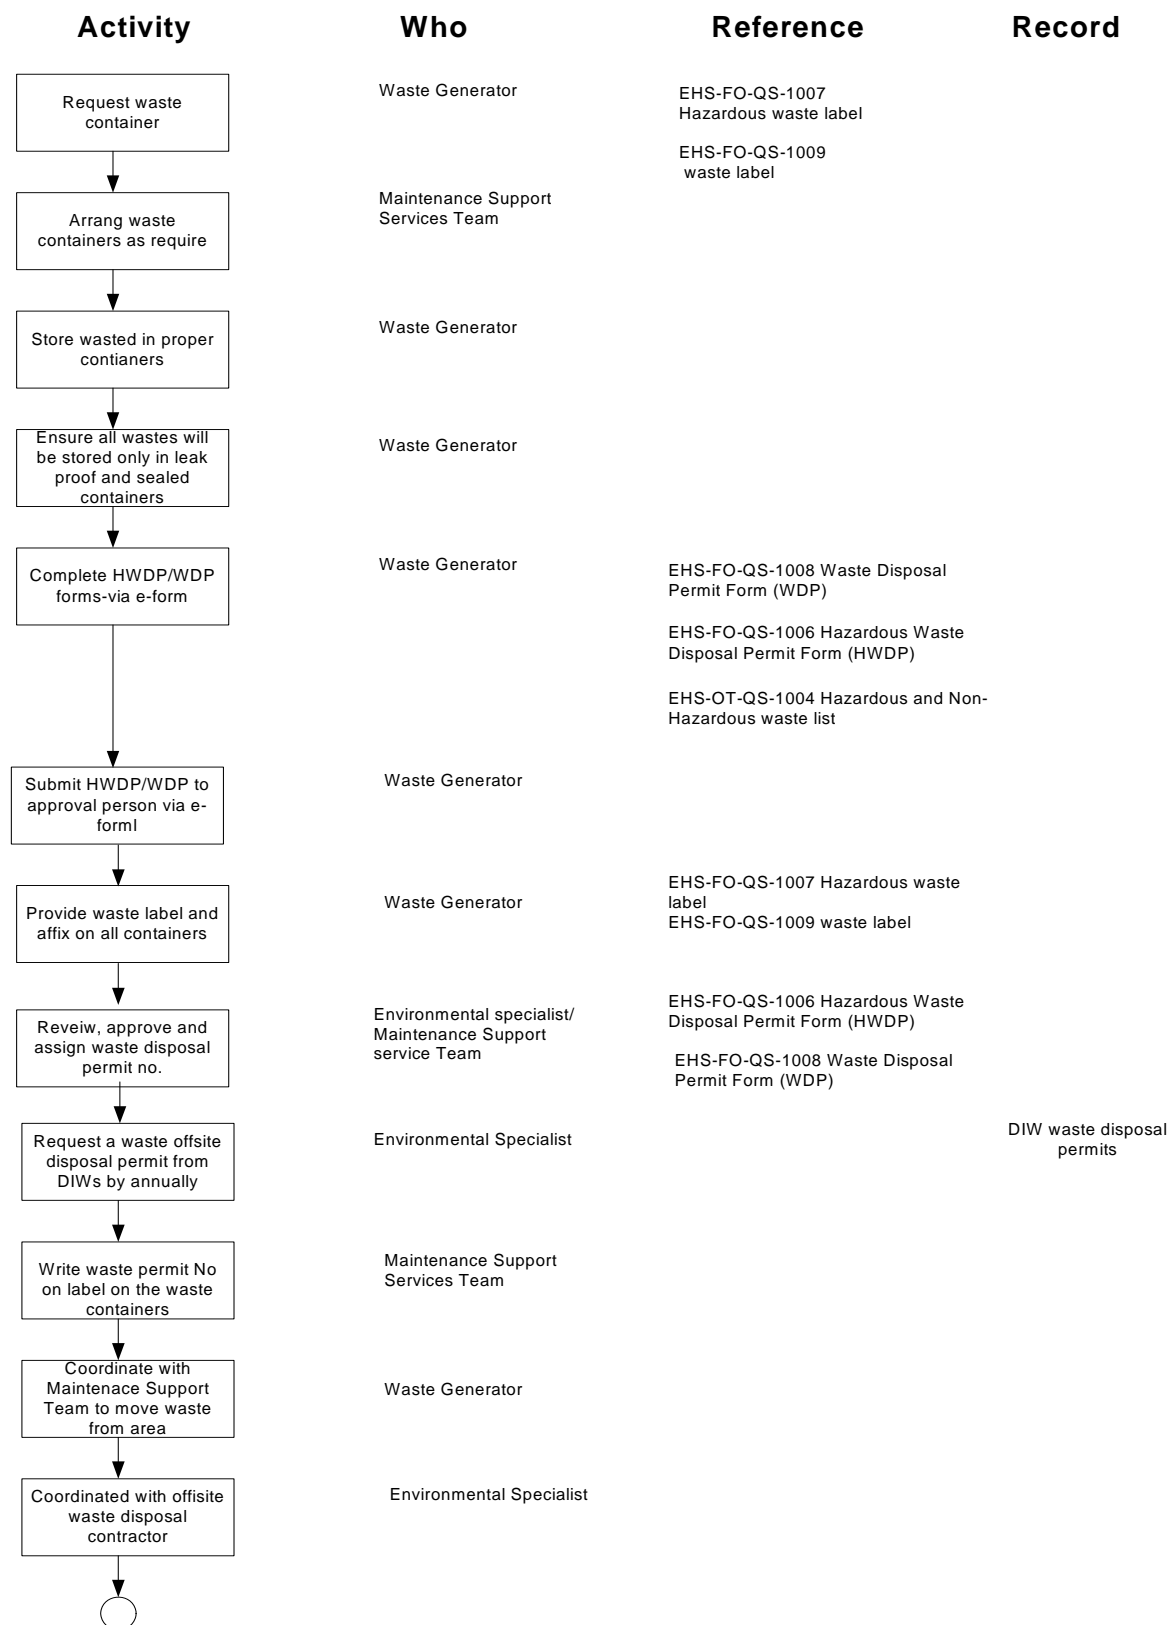 Activity
Who
Reference
Record
Request waste
container
Waste Generator
EHS-FO-QS-1007
Hazardous waste label
EHS-FO-QS-1009
waste label
Arrang waste
containers as require
Maintenance Support
Services Team
Store wasted in proper
contianers
Waste Generator
Ensure all wastes will
be stored only in leak
proof and sealed
containers
Waste Generator
Complete HWDP/WDP
forms-via e-form
Waste Generator
EHS-FO-QS-1008 Waste Disposal
Permit Form (WDP)
EHS-FO-QS-1006 Hazardous Waste
Disposal Permit Form (HWDP)
EHS-OT-QS-1004 Hazardous and Non-
Hazardous waste list
Submit HWDP/WDP to
approval person via e-
forml
Waste Generator
Provide waste label and
affix on all containers
Waste Generator
EHS-FO-QS-1007 Hazardous waste
label
EHS-FO-QS-1009 waste label
Reveiw, approve and
assign waste disposal
permit no.
Environmental specialist/
Maintenance Support
service Team
EHS-FO-QS-1006 Hazardous Waste
Disposal Permit Form (HWDP)
EHS-FO-QS-1008 Waste Disposal
Permit Form (WDP)
Request a waste offsite
disposal permit from
DIWs by annually
Environmental Specialist
DIW waste disposal
permits
Write waste permit No
on label on the waste
containers
Maintenance Support
Services Team
Coordinate with
Maintenace Support
Team to move waste
from area
Waste Generator
Coordinated with offisite
waste disposal
contractor
Environmental Specialist